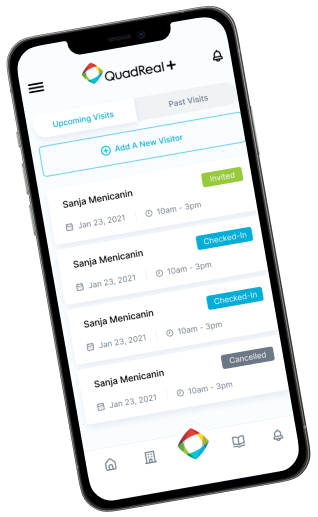 QuadReal+
Upcoming Visits
Past Visits
Add A New Visitor
Invited
Sanja Menicanin
Jan 23, 2021
10am - 3pm
Checked-In
Sanja Menicanin
Jan 23, 2021
10am - 3pm
Checked-In
Sanja Menicanin
Jan 23, 2021
10am - 3pm
Cancelled
Sanja Menicanin
Jan 23, 2021
10am - 3pm